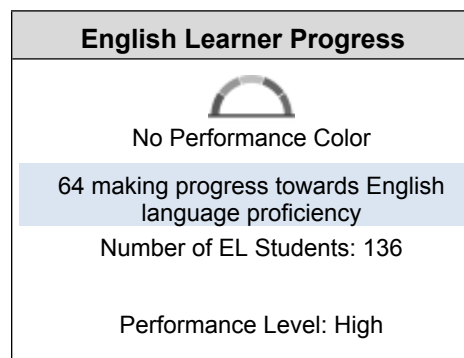 English Learner Progress
No Performance Color
64 making progress towards English
language proficiency
Number of EL Students: 136
Performance Level: High